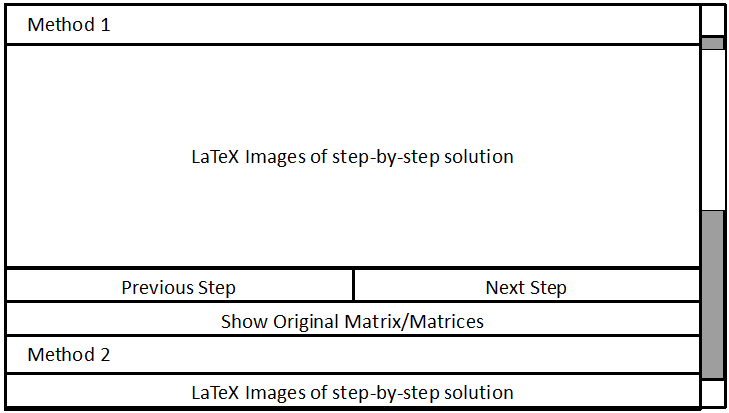 Method 1
LaTeX Images of step-by-step solution
Previous Step
Next Step
Show Original Matrix/Matrices
Method 2
LaTeX Images of step-by-step solution